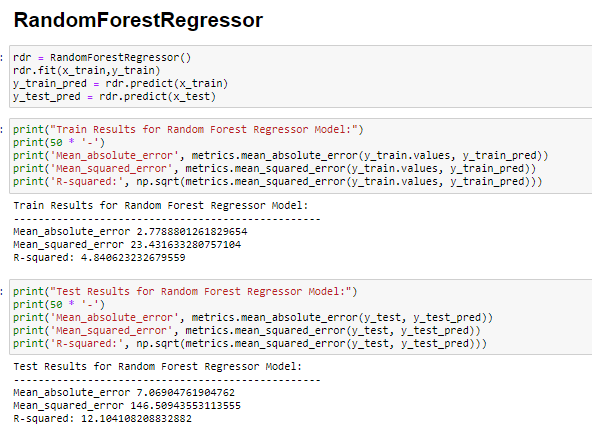 RandomForestRegressor
: rdr = RandomForestRegressor()
rdr.fit(x_train,y_train)
y_train_pred = rdr.predict(x_train)
y_test_pred = rdr.predict(x_test)
: print("Train Results for Random Forest Regressor Model:")
print(50 * '-')
print('Mean_absolute_error', metrics.mean_absolute_error(y_train.values, y_train_pred))
print('Mean_squared_error', metrics.mean_squared_error(y_train.values, y_train_pred))
print('R-squared:', np.sqrt(metrics.mean_squared_error(y_train.values, y_train_pred)))
Train Results for Random Forest Regressor Model:
--------------------------------------------------
Mean_absolute_error 2.7788801261829654
Mean_squared_error 23.431633280757104
R-squared: 4.840623232679559
: print("Test Results for Random Forest Regressor Model:")
print(50 * '-')
print('Mean_absolute_error', metrics.mean_absolute_error(y_test, y_test_pred))
print('Mean_squared_error', metrics.mean_squared_error(y_test, y_test_pred))
print('R-squared:', np.sqrt(metrics.mean_squared_error(y_test, y_test_pred)))
Test Results for Random Forest Regressor Model:
--------------------------------------------------
Mean_absolute_error 7.06904761904762
Mean_squared_error 146.50943553113555
R-squared: 12.104108208832882